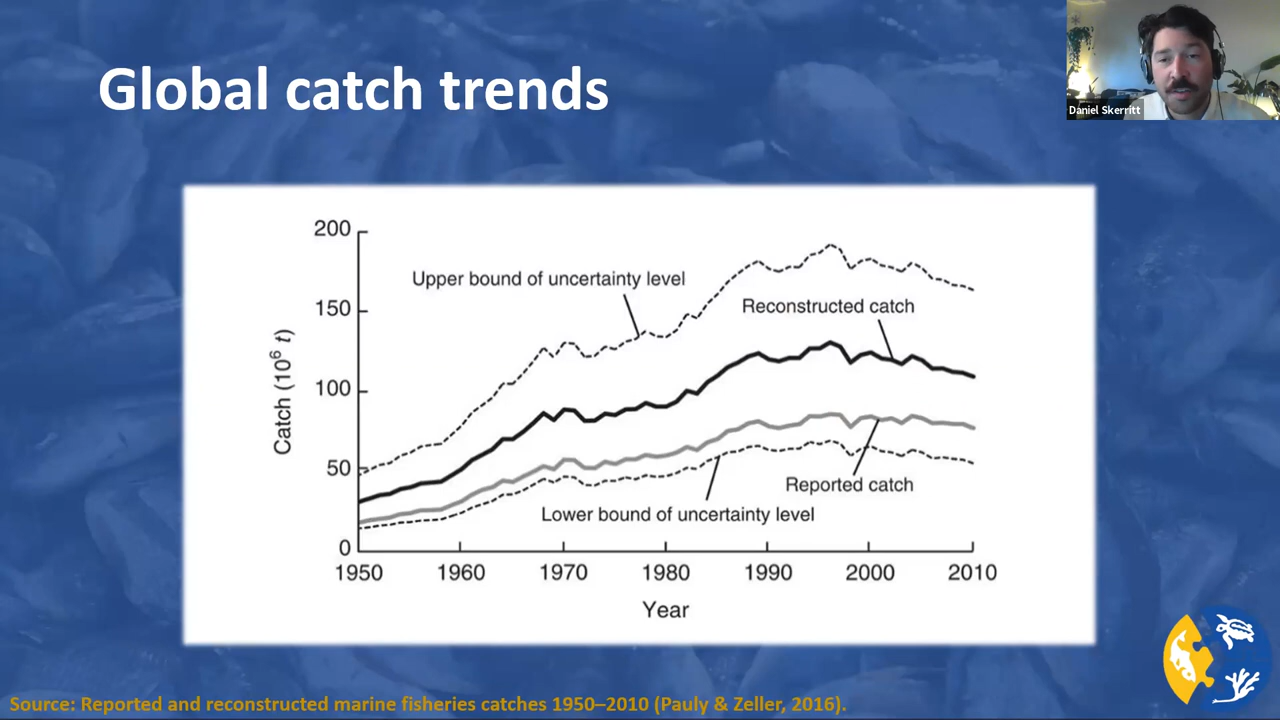 Global catch trends
Daniel Skerritt
200
150
100
50
0
Catch (10⁶ t)
Upper bound of uncertainty level
Reconstructed catch
Reported catch
Lower bound of uncertainty level
1950 1960 1970 1980 1990 2000 2010
Year
Source: Reported and reconstructed marine fisheries catches 1950–2010 (Pauly & Zeller, 2016).